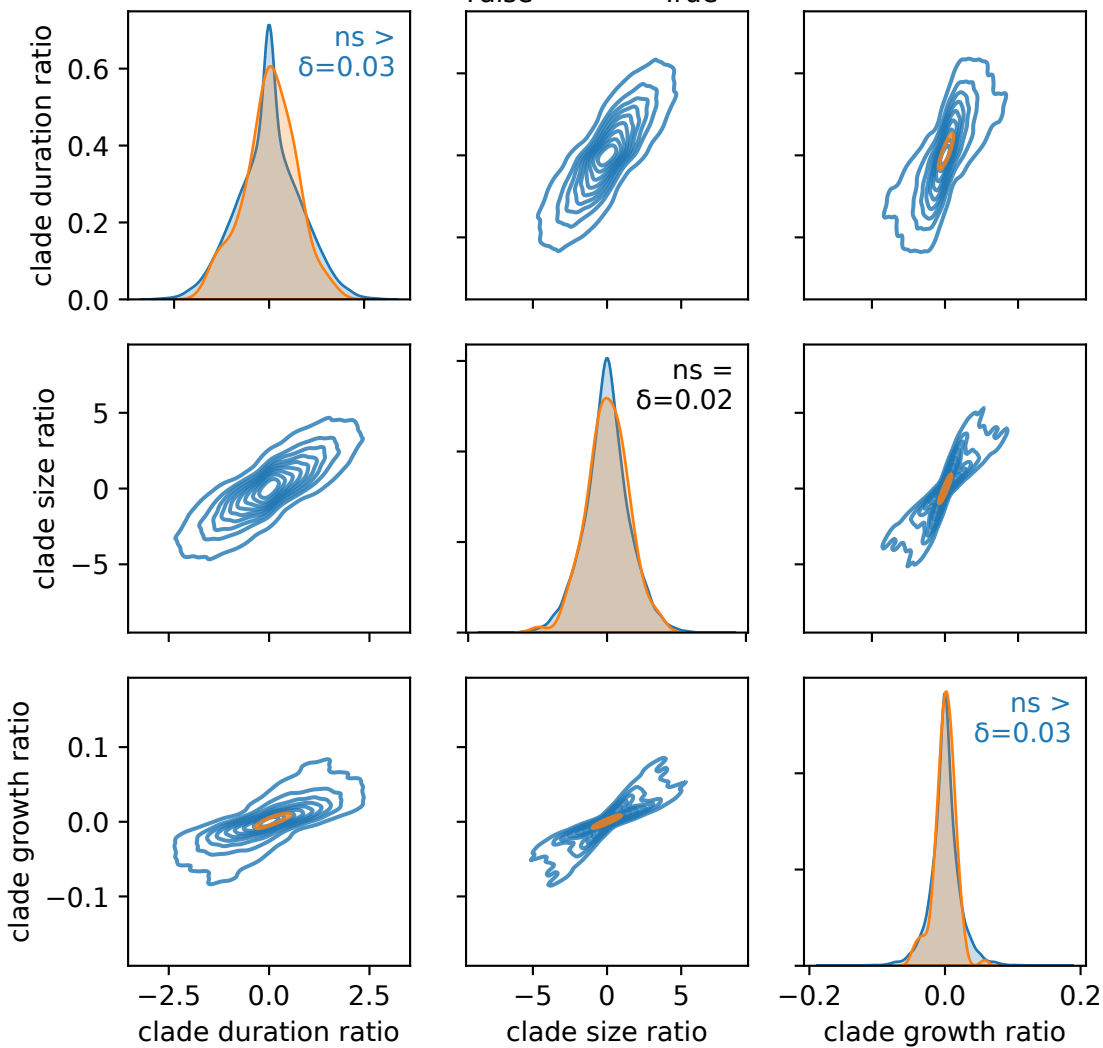 True
ns >
δ=0.03
clade duration ratio
0.6
0.4
0.2
0.0
ns =
δ=0.02
clade size ratio
5
0
−5
ns >
δ=0.03
clade growth ratio
0.1
0.0
−0.1
−2.5 0.0 2.5 −5 0 5 −0.2 0.0 0.2
clade duration ratio clade size ratio clade growth ratio